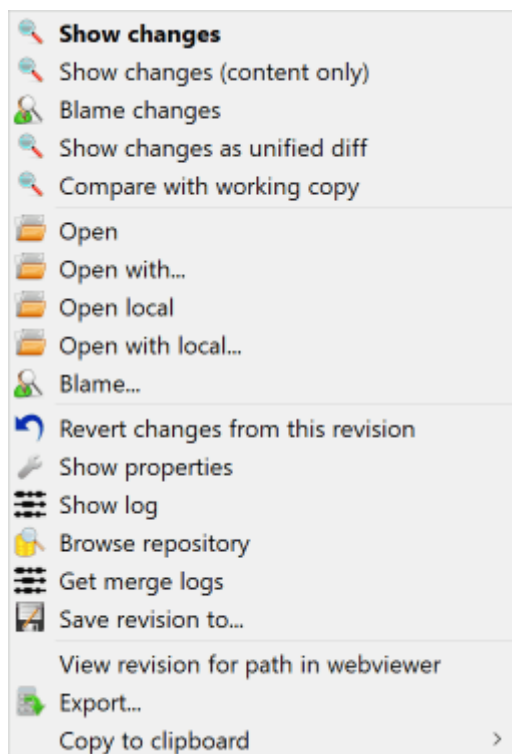 Show changes
Show changes (content only)
Blame changes
Show changes as unified diff
Compare with working copy
Open
Open with...
Open local
Open with local...
Blame...
Revert changes from this revision
Show properties
Show log
Browse repository
Get merge logs
Save revision to...
View revision for path in webviewer
Export...
Copy to clipboard